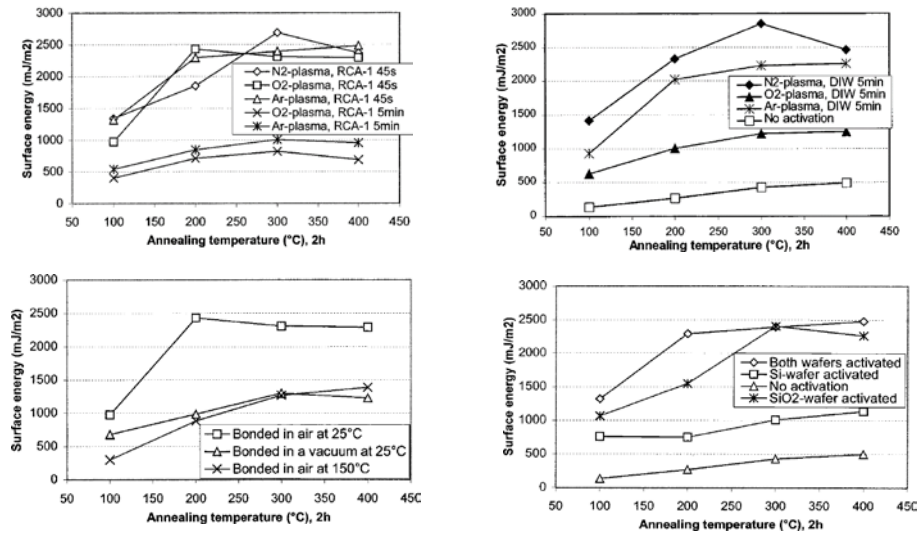 3000
2500
2000
1500
1000
500
0
Surface energy (mJ/m2)
N2-plasma, RCA-1 45s
O2-plasma, RCA-1 45s
Ar-plasma, RCA-1 45s
O2-plasma, RCA-1 5min
Ar-plasma, RCA-1 5min
50 100 150 200 250 300 350 400 450
Annealing temperature (°C), 2h
3000
2500
2000
1500
1000
500
0
Surface energy (mJ/m2)
N2-plasma, DIW 5min
O2-plasma, DIW 5min
Ar-plasma, DIW 5min
No activation
50 100 150 200 250 300 350 400 450
Annealing temperature (°C), 2h
3000
2500
2000
1500
1000
500
0
Surface energy (mJ/m2)
Bonded in air at 25°C
Bonded in a vacuum at 25°C
Bonded in air at 150°C
50 100 150 200 250 300 350 400 450
Annealing temperature (°C), 2h
3000
2500
2000
1500
1000
500
0
Surface energy (mJ/m2)
Both wafers activated
Si-wafer activated
No activation
SiO2-wafer activated
50 100 150 200 250 300 350 400 450
Annealing temperature (°C), 2h